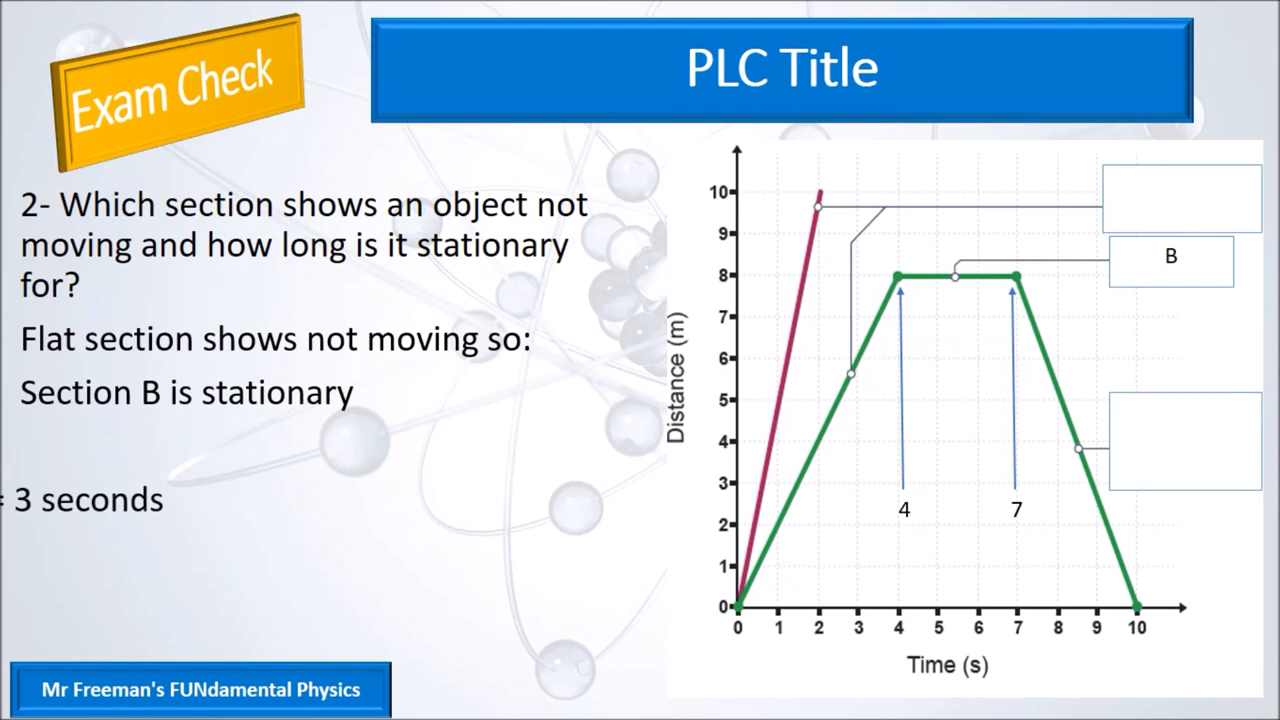 Exam Check
PLC Title
2- Which section shows an object not
moving and how long is it stationary
for?
Flat section shows not moving so:
Section B is stationary
= 3 seconds
Distance (m)
10
9
8
7
6
5
4
3
2
1
0
B
4
7
0 1 2 3 4 5 6 7 8 9 10
Time (s)
Mr Freeman's FUNdamental Physics